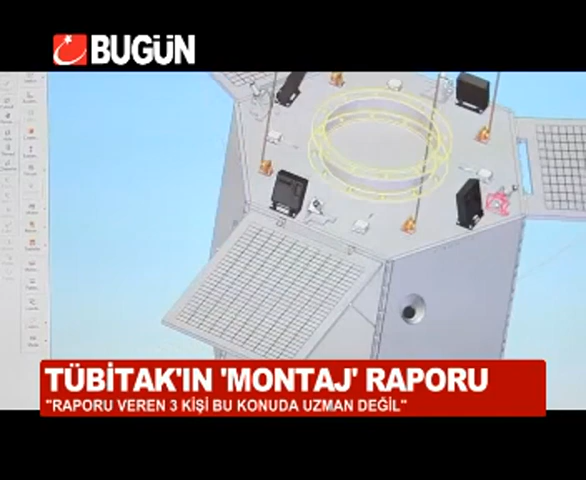 BUGÜN
TÜBİTAK'IN 'MONTAJ' RAPORU
"RAPORU VEREN 3 KİŞİ BU KONUDA UZMAN DEĞİL"